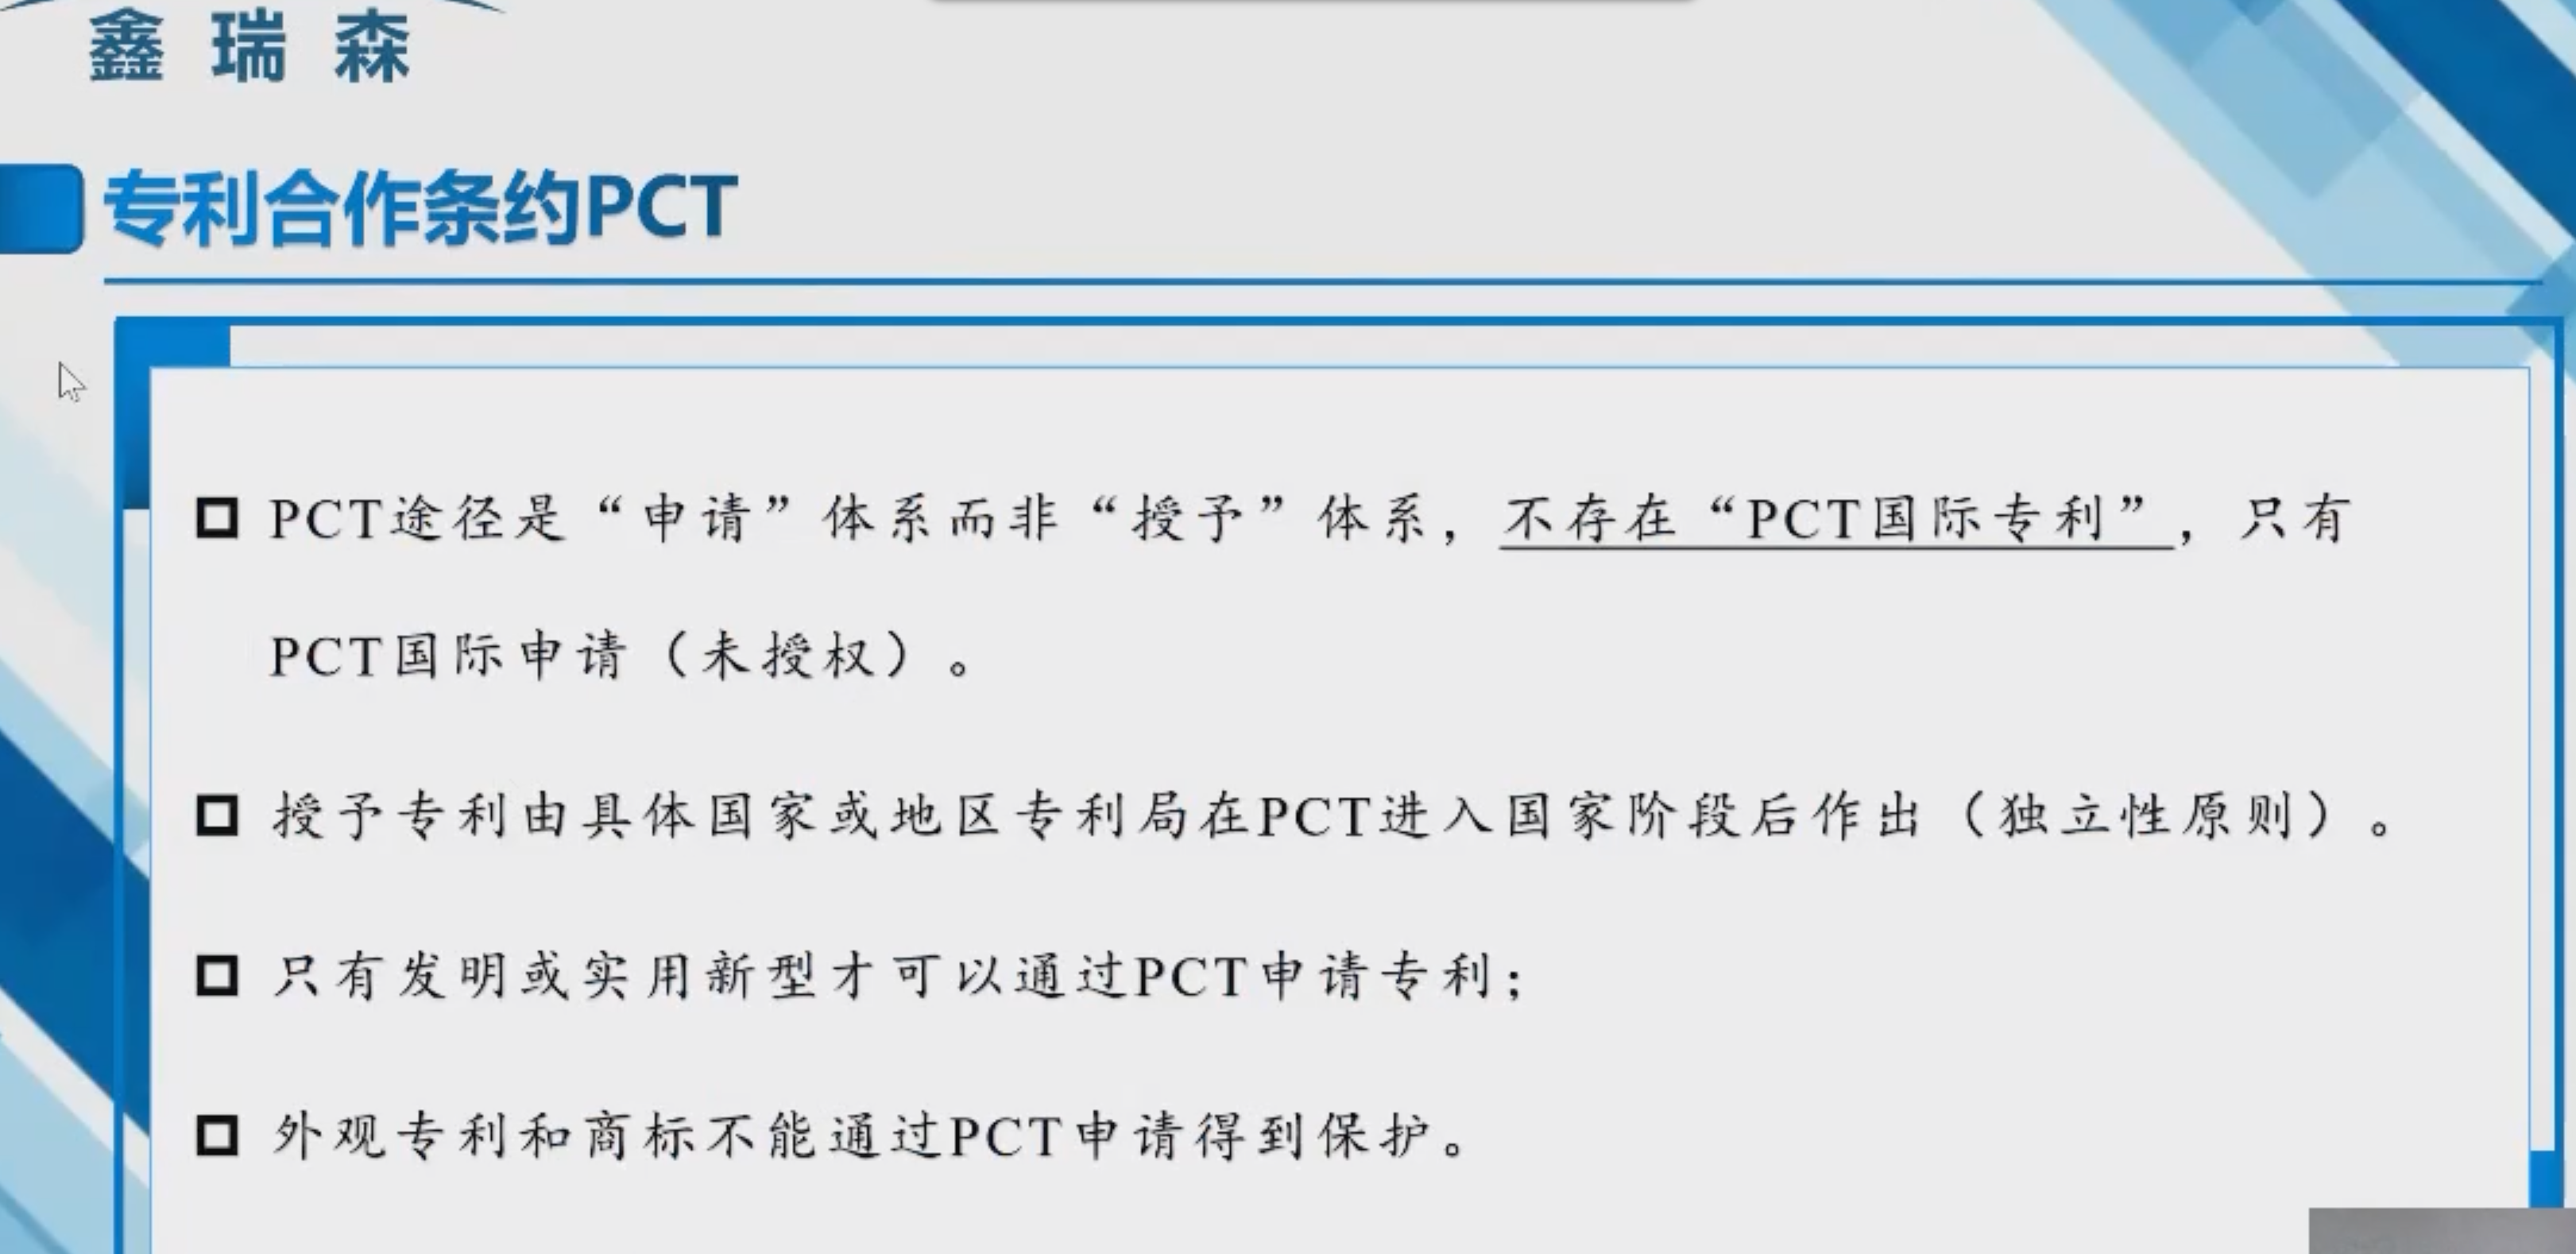 鑫瑞森
专利合作条约PCT
PCT途径是“申请”体系而非“授予”体系，不存在“PCT国际专利”，只有
PCT国际申请（未授权）。
授予专利由具体国家或地区专利局在PCT进入国家阶段后作出（独立性原则）。
只有发明或实用新型才可以通过PCT申请专利；
外观专利和商标不能通过PCT申请得到保护。